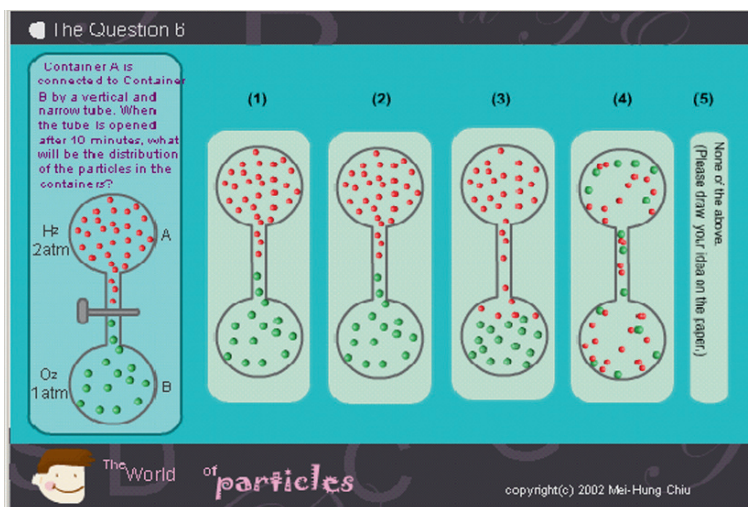 The Question 6
Container A is
connected to Container
B by a vertical and
narrow tube. When
the tube is opened
after 10 minutes, what
will be the distribution
of the particles in the
containers?
H2
2atm
A
O2
1atm
B
(1)
(2)
(3)
(4)
(5)
None of the above.
(Please draw your idea on the paper.)
The World of particles
copyright(c) 2002 Mei-Hung Chiu